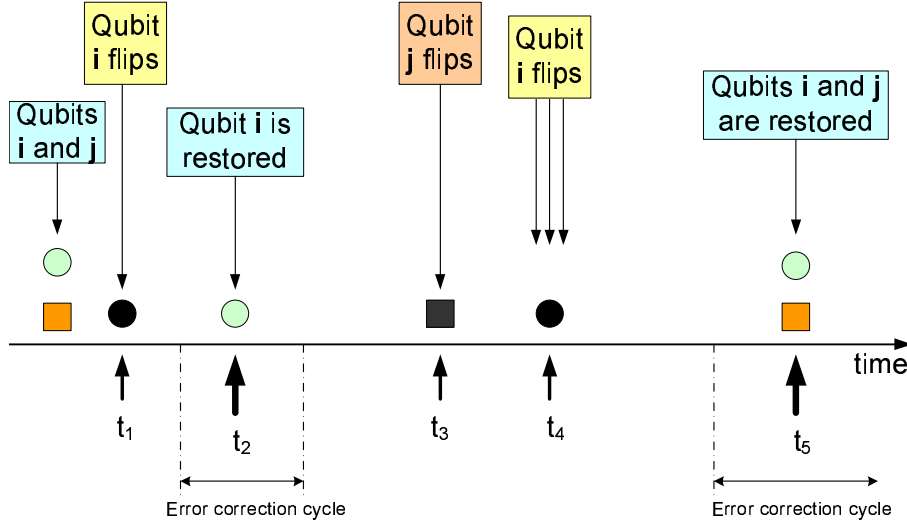 Qubit
i flips
Qubit
j flips
Qubit
i flips
Qubits
i and j
Qubit i is
restored
Qubits i and j
are restored
time
t1
t2
t3
t4
t5
Error correction cycle
Error correction cycle